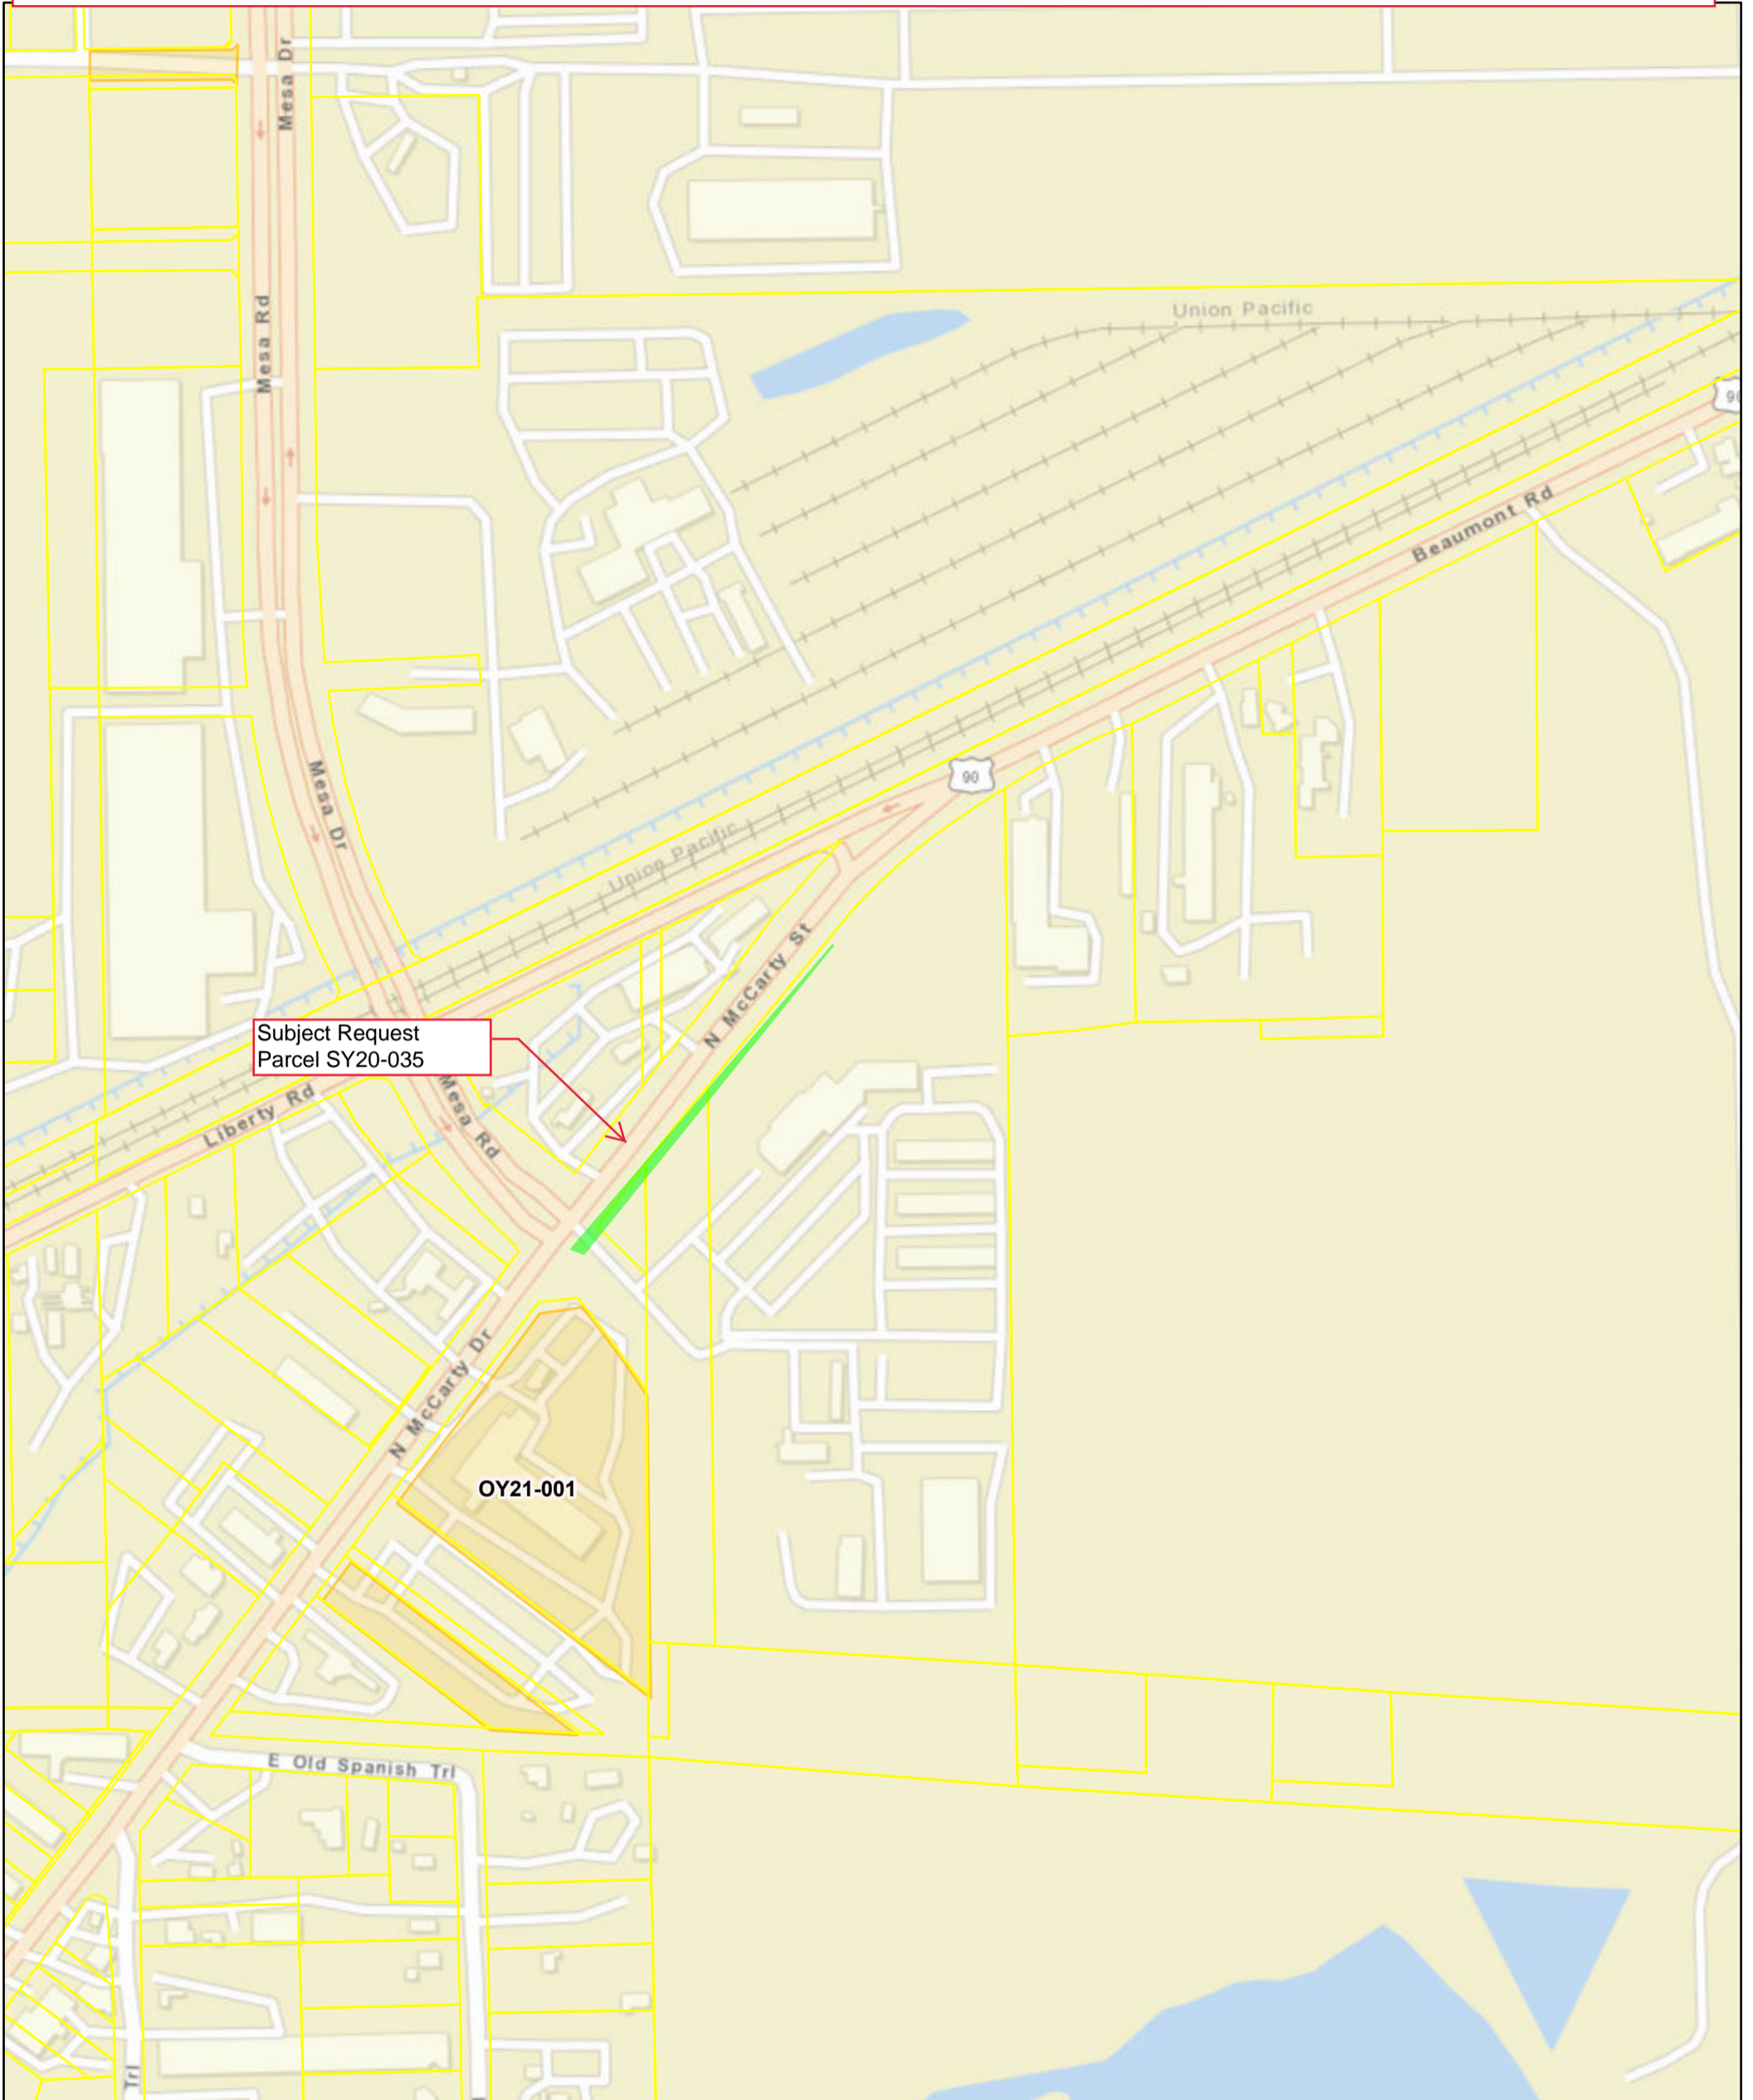 Mesa Dr
Mesa Rd
Union Pacific
Beaumont Rd
Mesa Dr
90
Union Pacific
N McCarty St
Subject Request
Parcel SY20-035
Mesa Rd
Liberty Rd
N McCarty Dr
OY21-001
E Old Spanish Trl
Trl